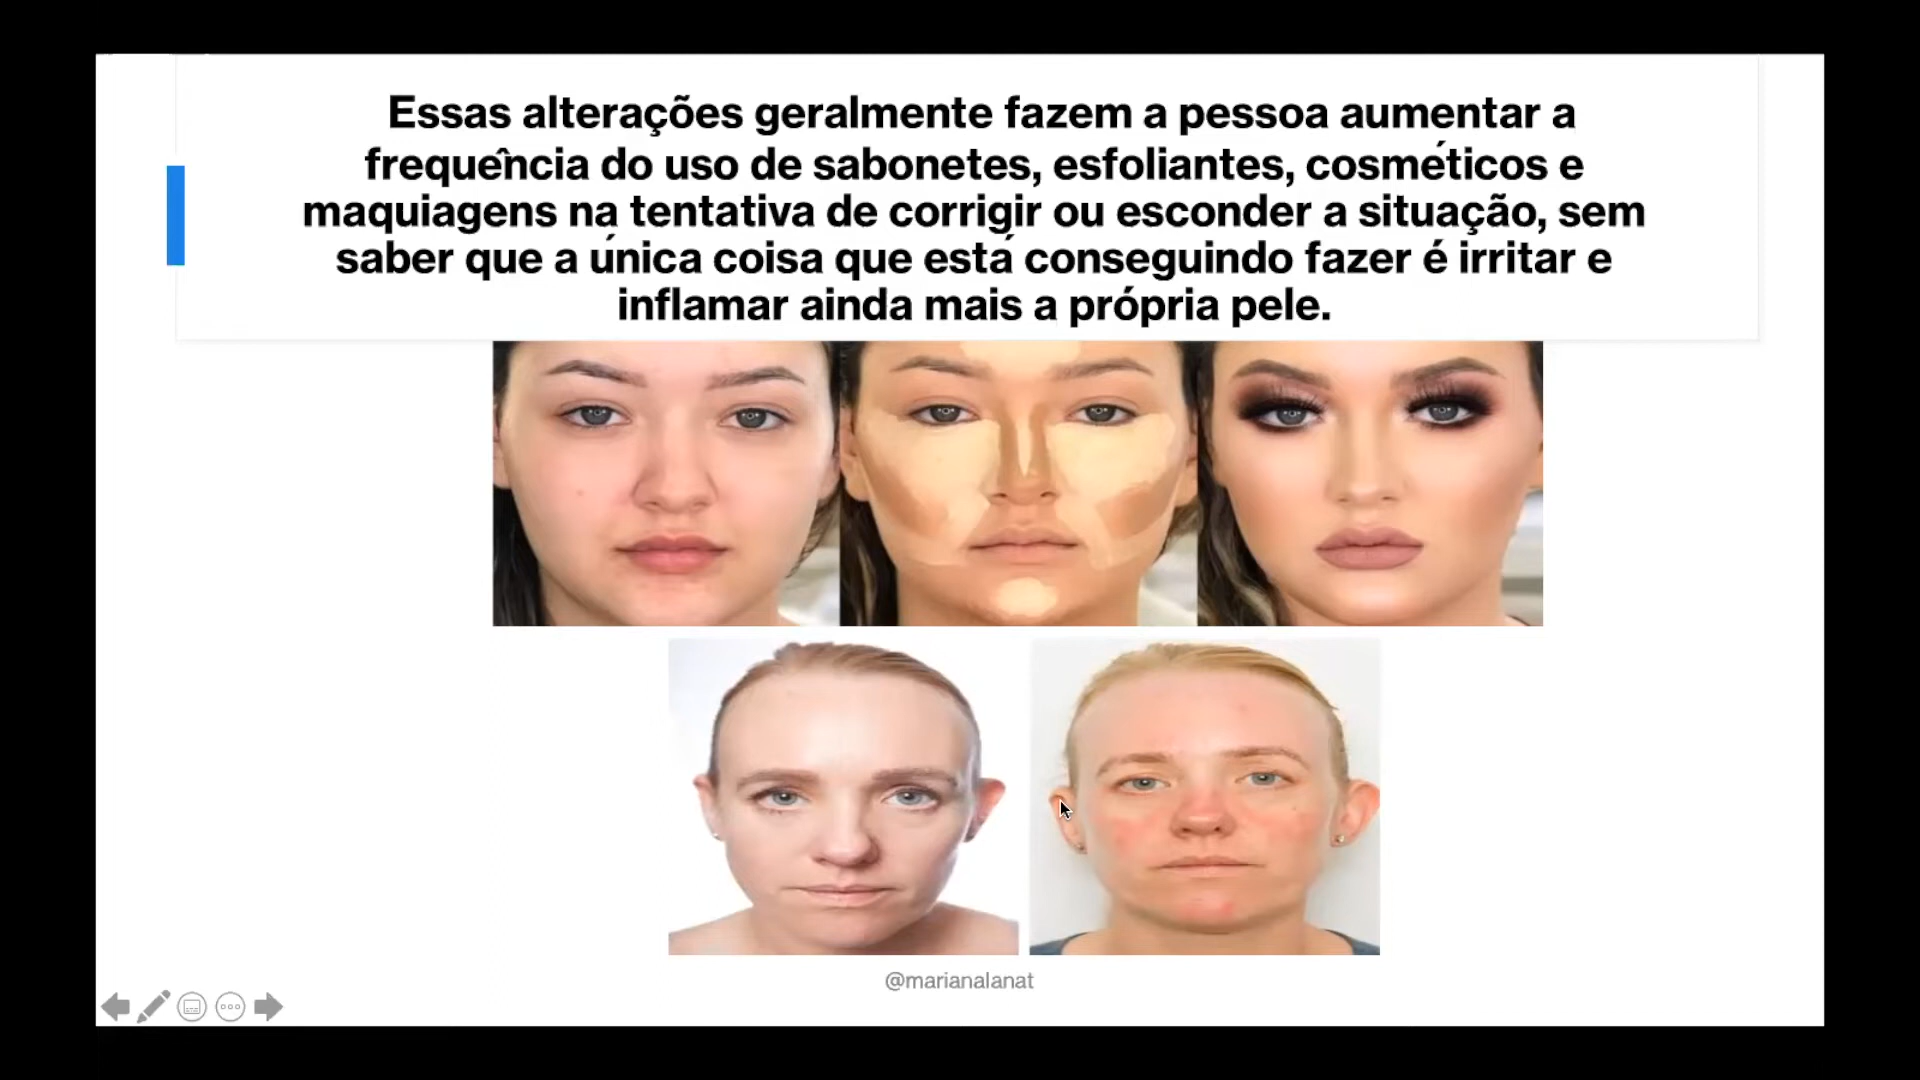 Essas alterações geralmente fazem a pessoa aumentar a
frequência do uso de sabonetes, esfoliantes, cosméticos e
maquiagens na tentativa de corrigir ou esconder a situação, sem
saber que a única coisa que está conseguindo fazer é irritar e
inflamar ainda mais a própria pele.
@marianalanat